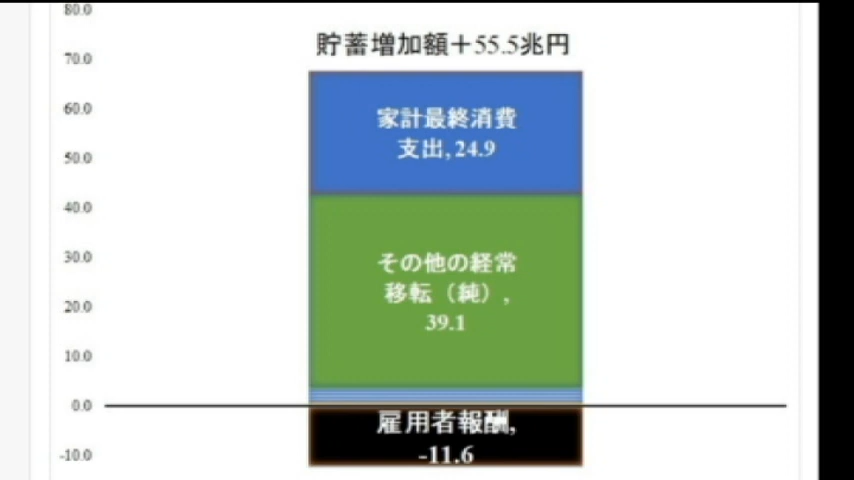 80.0
貯蓄増加額＋55.5兆円
70.0
家計最終消費
支出, 24.9
60.0
50.0
40.0
その他の経常
移転（純）,
39.1
30.0
20.0
10.0
0.0
雇用者報酬,
-11.6
-10.0